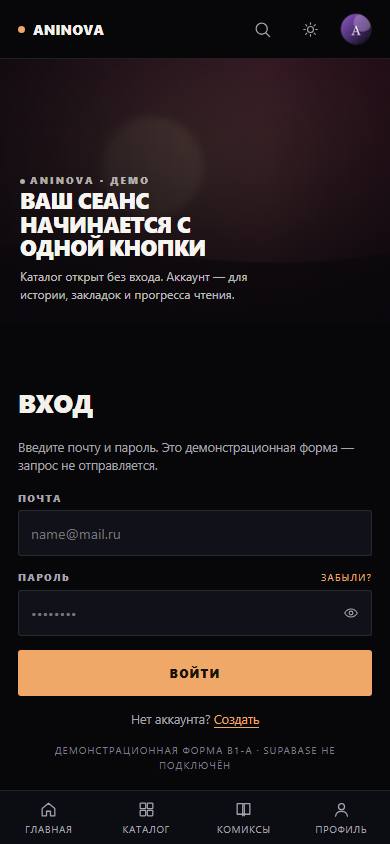 ANINOVA
A
ANINOVA - ДЕМО
ВАШ СЕАНС
НАЧИНАЕТСЯ С
ОДНОЙ КНОПКИ
Каталог открыт без входа. Аккаунт — для
истории, закладок и прогресса чтения.
ВХОД
Введите почту и пароль. Это демонстрационная форма —
запрос не отправляется.
ПОЧТА
name@mail.ru
ПАРОЛЬ ЗАБЫЛИ?
••••••••
ВОЙТИ
Нет аккаунта? Создать
ДЕМОНСТРАЦИОННАЯ ФОРМА B1-A · SUPABASE НЕ
ПОДКЛЮЧЁН
ГЛАВНАЯ КАТАЛОГ КОМИКСЫ ПРОФИЛЬ